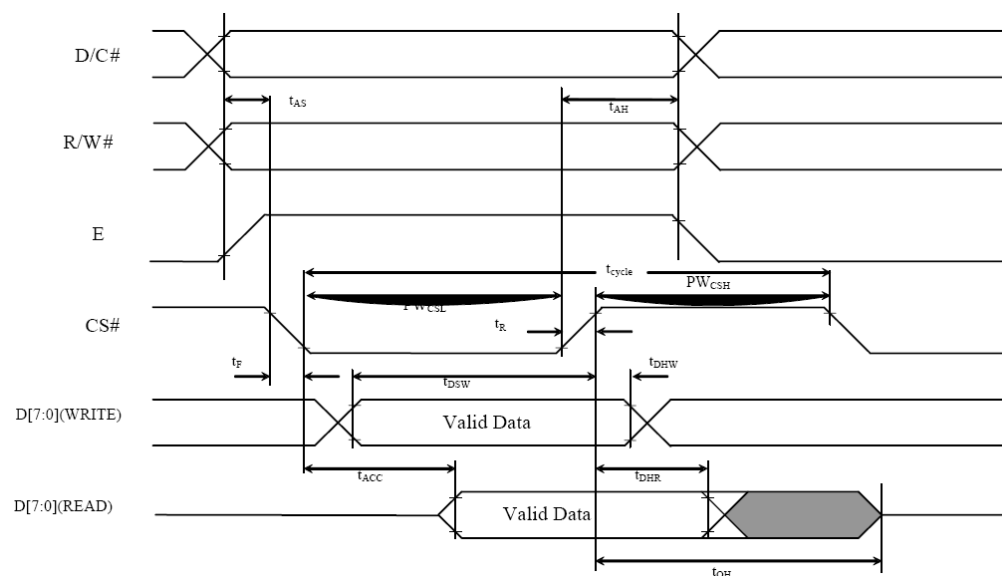 D/C#
tAS
tAH
R/W#
E
tcycle
PWCSL
PWCSH
CS#
tR
tF
tDSW
tDHW
D[7:0](WRITE)
Valid Data
tACC
tDHR
D[7:0](READ)
Valid Data
tOH